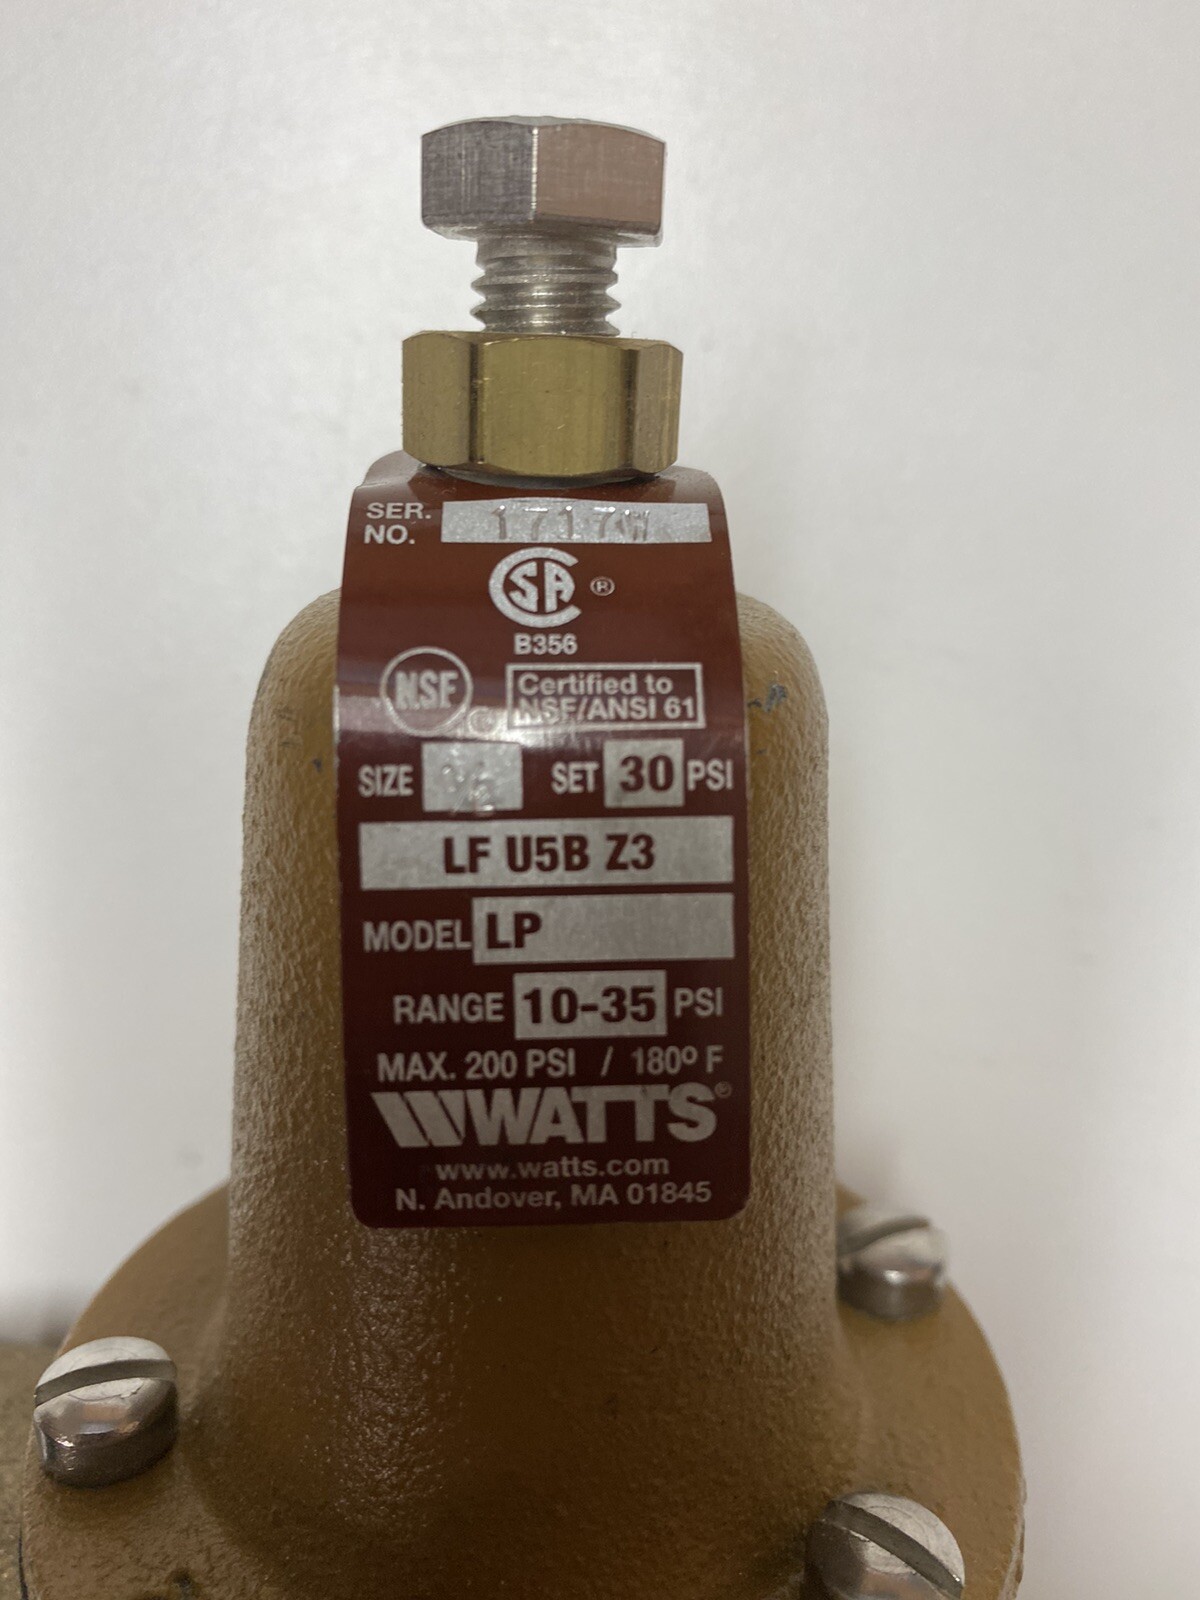 SER. NO. 1717W
CSA ®
B356
NSF ®
Certified to
NSF/ANSI 61
SIZE SET 30 PSI
LF U5B Z3
MODEL LP
RANGE 10-35 PSI
MAX. 200 PSI / 180º F
WATTS®
www.watts.com
N. Andover, MA 01845